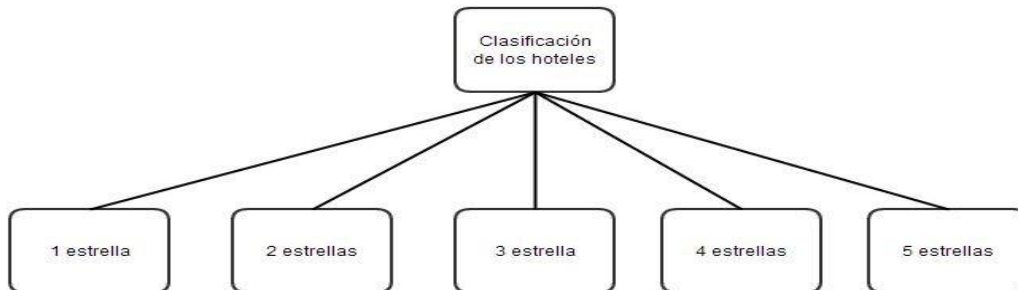 Clasificación
de los hoteles
1 estrella
2 estrellas
3 estrella
4 estrellas
5 estrellas